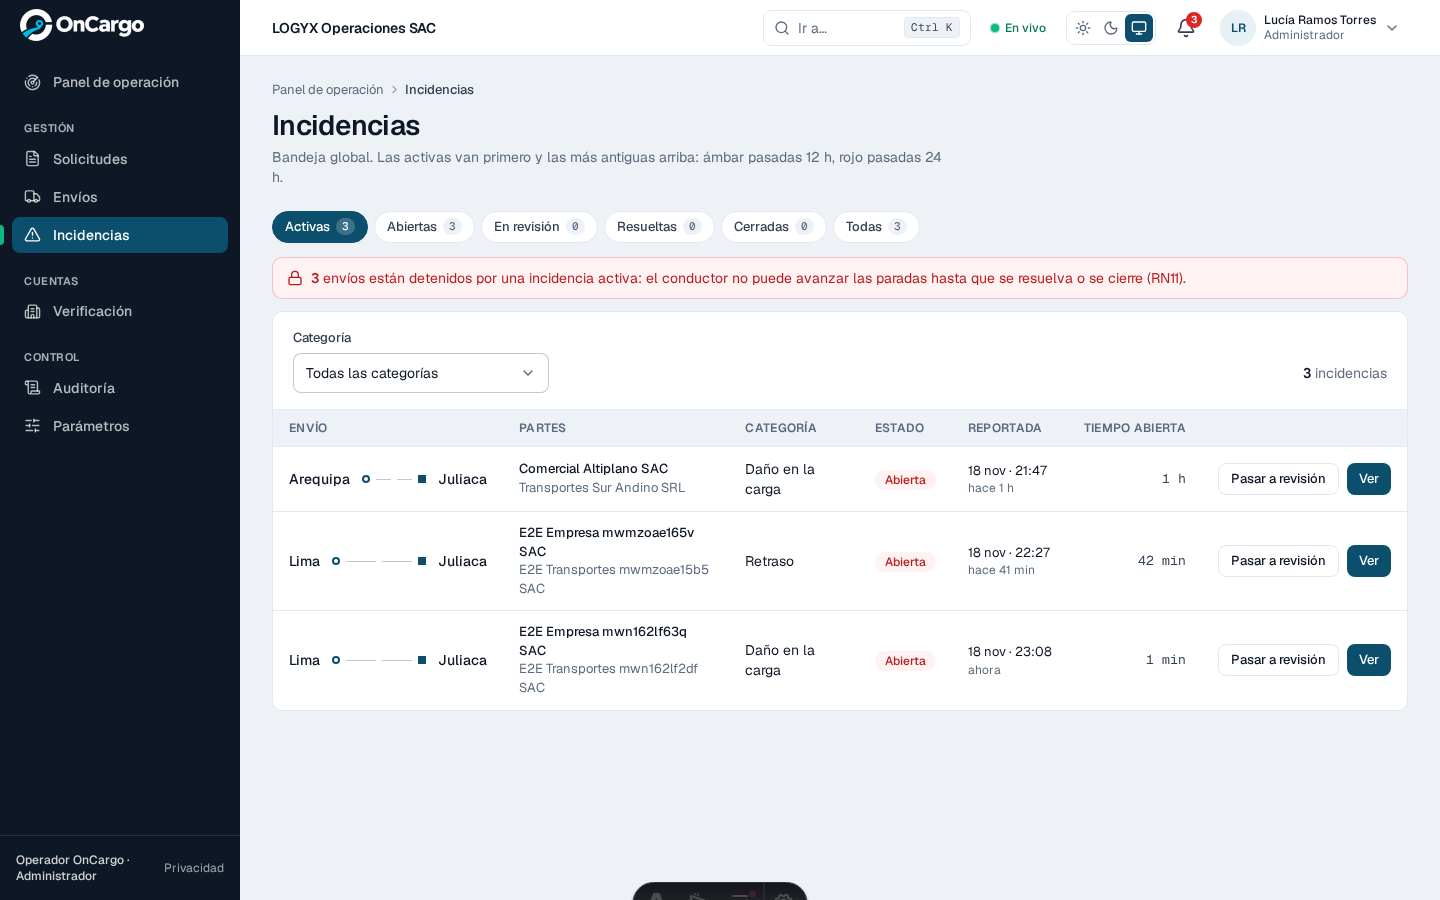 OnCargo
LOGYX Operaciones SAC
Ir a...
Ctrl K
En vivo
3
LR
Lucía Ramos Torres
Administrador
Panel de operación
GESTIÓN
Solicitudes
Envíos
Incidencias
CUENTAS
Verificación
CONTROL
Auditoría
Parámetros
Operador OnCargo ·
Administrador
Privacidad
Panel de operación > Incidencias
Incidencias
Bandeja global. Las activas van primero y las más antiguas arriba: ámbar pasadas 12 h, rojo pasadas 24
h.
Activas 3
Abiertas 3
En revisión 0
Resueltas 0
Cerradas 0
Todas 3
3 envíos están detenidos por una incidencia activa: el conductor no puede avanzar las paradas hasta que se resuelva o se cierre (RN11).
Categoría
Todas las categorías
3 incidencias
ENVÍO PARTES CATEGORÍA ESTADO REPORTADA TIEMPO ABIERTA
Arequipa Juliaca
Comercial Altiplano SAC
Transportes Sur Andino SRL
Daño en la
carga
Abierta
18 nov · 21:47
hace 1 h
1 h
Pasar a revisión
Ver
Lima Juliaca
E2E Empresa mwmzoae165v
SAC
E2E Transportes mwmzoae15b5
SAC
Retraso
Abierta
18 nov · 22:27
hace 41 min
42 min
Pasar a revisión
Ver
Lima Juliaca
E2E Empresa mwn162lf63q
SAC
E2E Transportes mwn162lf2df
SAC
Daño en la
carga
Abierta
18 nov · 23:08
ahora
1 min
Pasar a revisión
Ver